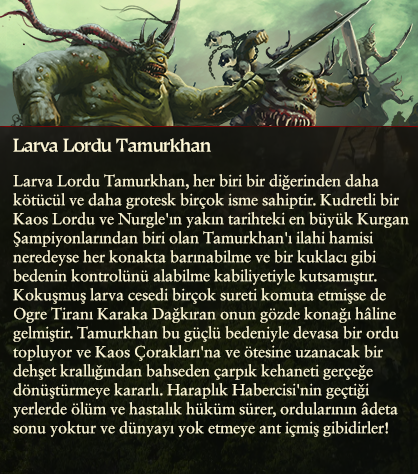 Larva Lordu Tamurkhan
Larva Lordu Tamurkhan, her biri bir diğerinden daha
kötücül ve daha grotesk birçok isme sahiptir. Kudretli bir
Kaos Lordu ve Nurgle'ın yakın tarihteki en büyük Kurgan
Şampiyonlarından biri olan Tamurkhan'ı ilahi hamisi
neredeyse her konakta barınabilme ve bir kuklacı gibi
bedenin kontrolünü alabilme kabiliyetiyle kutsamıştır.
Kokuşmuş larva cesedi birçok sureti komuta etmişse de
Ogre Tiranı Karaka Dağkıran onun gözde konağı hâline
gelmiştir. Tamurkhan bu güçlü bedeniyle devasa bir ordu
topluyor ve Kaos Çorakları'na ve ötesine uzanacak bir
dehşet krallığından bahseden çarpık kehaneti gerçeğe
dönüştürmeye kararlı. Haraplık Habercisi'nin geçtiği
yerlerde ölüm ve hastalık hüküm sürer, ordularının âdeta
sonu yoktur ve dünyayı yok etmeye ant içmiş gibidirler!